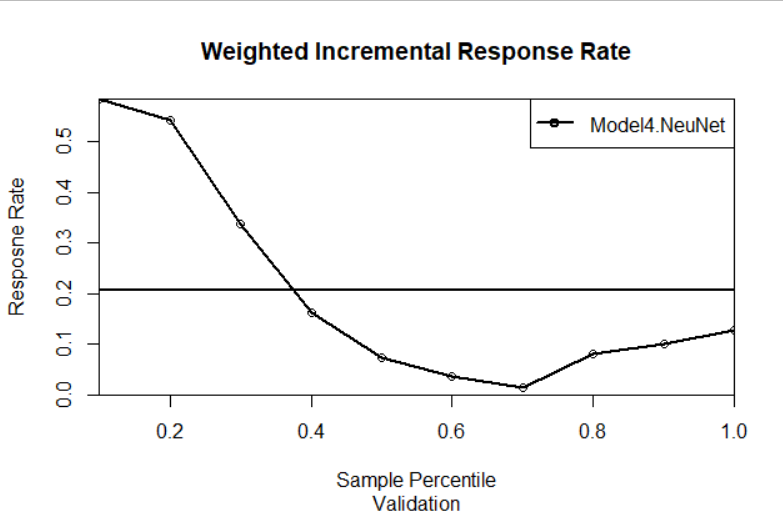 Weighted Incremental Response Rate
Model4.NeuNet
Resposne Rate
0.5
0.4
0.3
0.2
0.1
0.0
0.2 0.4 0.6 0.8 1.0
Sample Percentile
Validation